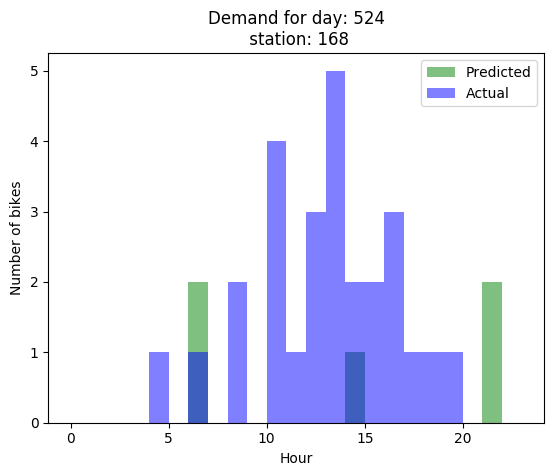 Demand for day: 524
station: 168
Predicted
Actual
Number of bikes
5
4
3
2
1
0
0
5
10
15
20
Hour